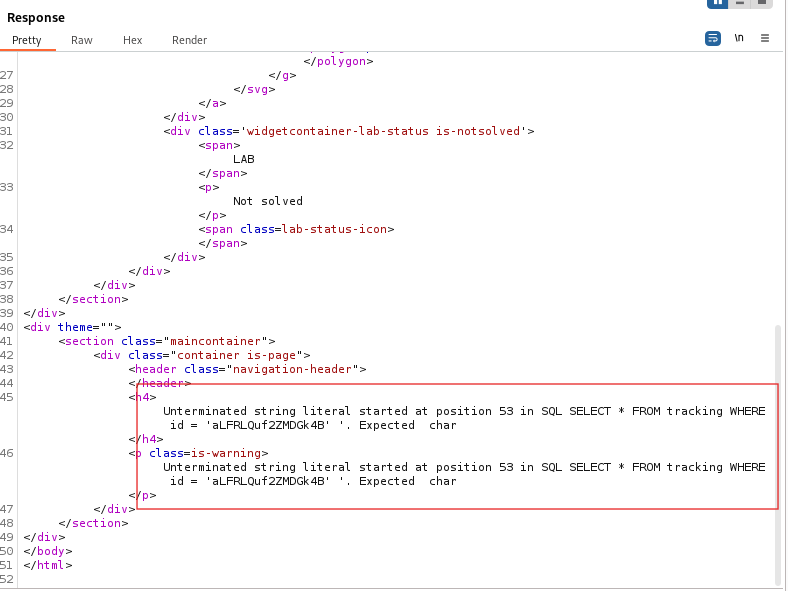 Response
Pretty Raw Hex Render \n
</polygon>
27 </g>
28 </svg>
29 </a>
30 </div>
31 <div class='widgetcontainer-lab-status is-notsolved'>
32 <span>
LAB
</span>
33 <p>
Not solved
</p>
34 <span class=lab-status-icon>
</span>
35 </div>
36 </div>
37 </div>
38 </section>
39 </div>
40 <div theme="">
41 <section class="maincontainer">
42 <div class="container is-page">
43 <header class="navigation-header">
44 </header>
45 <h4>
Unterminated string literal started at position 53 in SQL SELECT * FROM tracking WHERE
id = 'aLFRLQuf2ZMDGk4B' '. Expected  char
</h4>
46 <p class=is-warning>
Unterminated string literal started at position 53 in SQL SELECT * FROM tracking WHERE
id = 'aLFRLQuf2ZMDGk4B' '. Expected  char
</p>
47 </div>
48 </section>
49 </div>
50 </body>
51 </html>
52